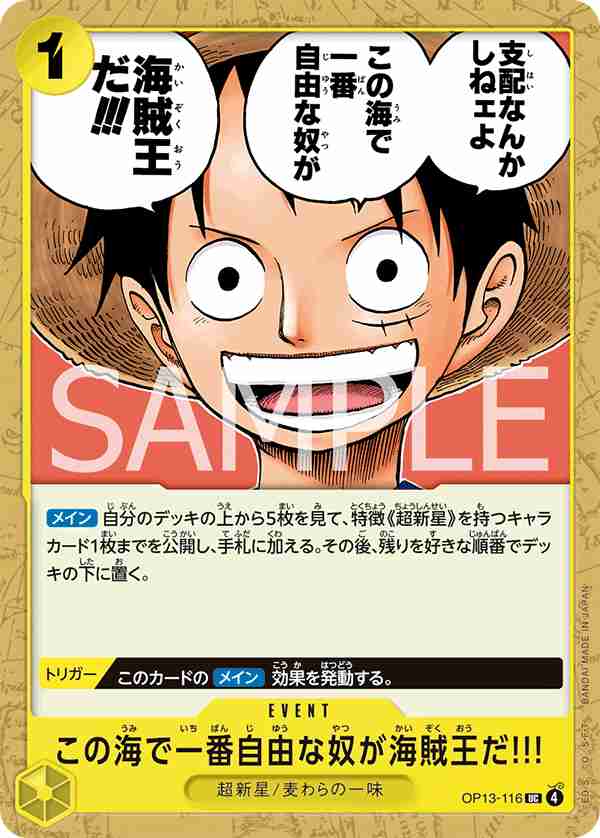 1
支配なんか
しねェよ
この海で
一番
自由な奴が
海賊王
だ!!!
SAMPLE
メイン 自分のデッキの上から5枚を見て、特徴《超新星》を持つキャラ
カード1枚までを公開し、手札に加える。その後、残りを好きな順番でデッ
キの下に置く。
トリガー このカードの メイン 効果を発動する。
EVENT
この海で一番自由な奴が海賊王だ!!!
超新星/麦わらの一味
OP13-116 UC 4
BANDAI MADE IN JAPAN